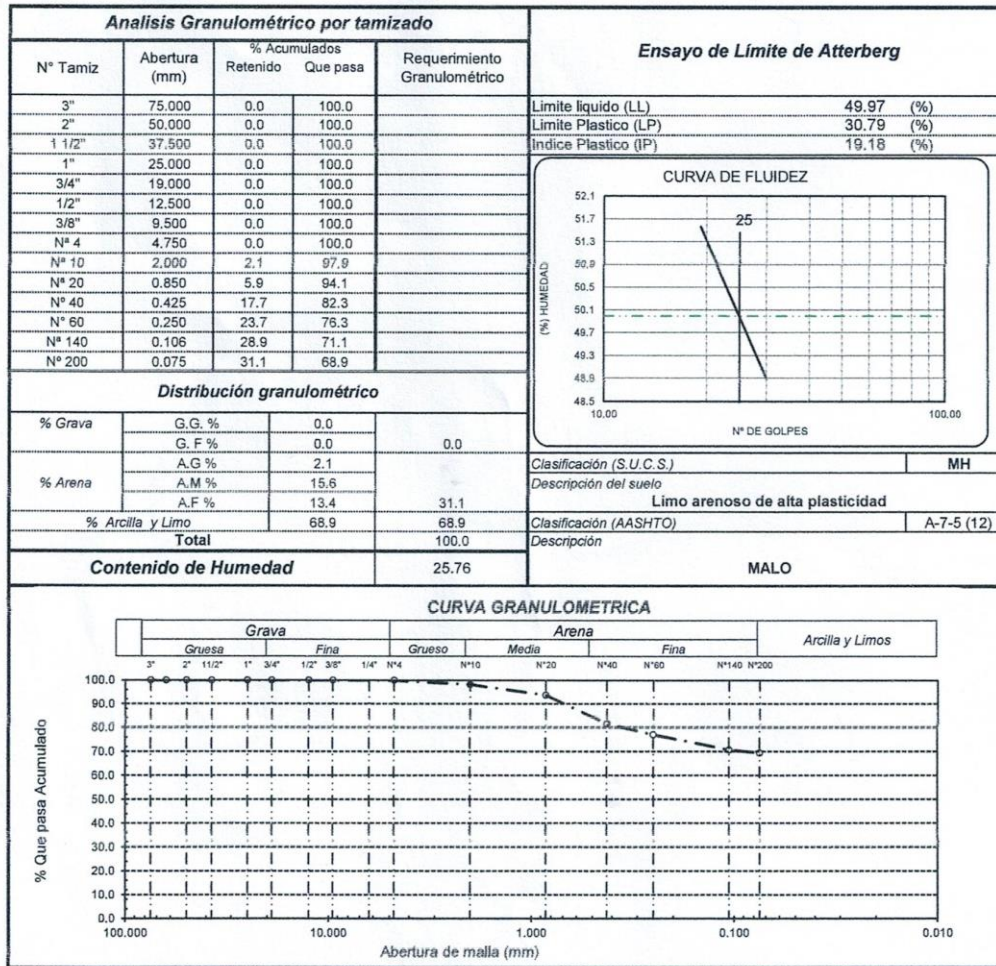 Analisis Granulométrico por tamizado
N° Tamiz Abertura (mm) % Acumulados Retenido Que pasa Requerimiento Granulométrico
3" 75.000 0.0 100.0
2" 50.000 0.0 100.0
1 1/2" 37.500 0.0 100.0
1" 25.000 0.0 100.0
3/4" 19.000 0.0 100.0
1/2" 12.500 0.0 100.0
3/8" 9.500 0.0 100.0
Nª 4 4.750 0.0 100.0
Nª 10 2.000 2.1 97.9
Nª 20 0.850 5.9 94.1
Nº 40 0.425 17.7 82.3
N° 60 0.250 23.7 76.3
Nª 140 0.106 28.9 71.1
Nº 200 0.075 31.1 68.9
Distribución granulométrico
% Grava G.G. % 0.0
G. F % 0.0 0.0
% Arena A.G % 2.1
A.M % 15.6
A.F % 13.4 31.1
% Arcilla y Limo 68.9 68.9
Total 100.0
Contenido de Humedad 25.76
Ensayo de Límite de Atterberg
Limite liquido (LL) 49.97 (%)
Limite Plastico (LP) 30.79 (%)
Indice Plastico (IP) 19.18 (%)
CURVA DE FLUIDEZ
25
(%) HUMEDAD
52.1
51.7
51.3
50.9
50.5
50.1
49.7
49.3
48.9
48.5
10.00 100.00
Nº DE GOLPES
Clasificación (S.U.C.S.) MH
Descripción del suelo
Limo arenoso de alta plasticidad
Clasificación (AASHTO) A-7-5 (12)
Descripción
MALO
CURVA GRANULOMETRICA
Grava Arena Arcilla y Limos
Gruesa Fina Grueso Media Fina
3" 2" 11/2" 1" 3/4" 1/2" 3/8" 1/4" N°4 N°10 N°20 N°40 N°60 N°140 N°200
% Que pasa Acumulado
100.0
90.0
80.0
70.0
60.0
50.0
40.0
30.0
20.0
10.0
0.0
100.000 10.000 1.000 0.100 0.010
Abertura de malla (mm)